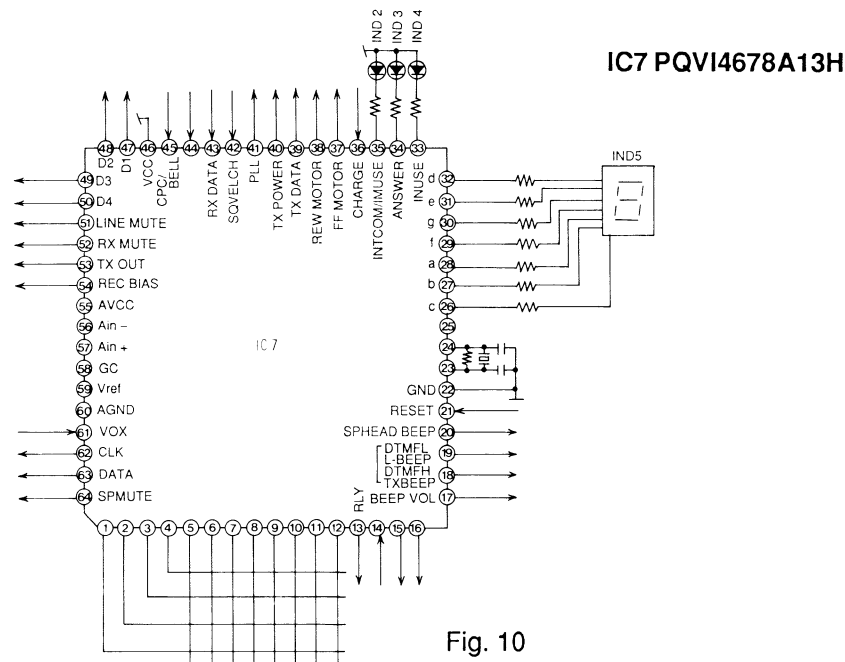 IND 2
IND 3
IND 4
IC7 PQVI4678A13H
48 47 46 45 44 43 42 41 40 39 38 37 36 35 34 33
D2
D1
VCC
CPC/
BELL
RX DATA
SQVELCH
PLL
TX POWER
TX DATA
REW MOTOR
FF MOTOR
CHARGE
INTCOM/IMUSE
ANSWER
INUSE
IND5
49 D3
50 D4
51 LINE MUTE
52 RX MUTE
53 TX OUT
54 REC BIAS
55 AVCC
56 Ain –
57 Ain +
58 GC
59 Vref
60 AGND
61 VOX
62 CLK
63 DATA
64 SPMUTE
IC7
d 32
e 31
g 30
f 29
a 28
b 27
c 26
25
24
23
GND 22
RESET 21
SPHEAD BEEP 20
DTMFL
L-BEEP 19
DTMFH
TXBEEP 18
BEEP VOL 17
RLY
1 2 3 4 5 6 7 8 9 10 11 12 13 14 15 16
Fig. 10